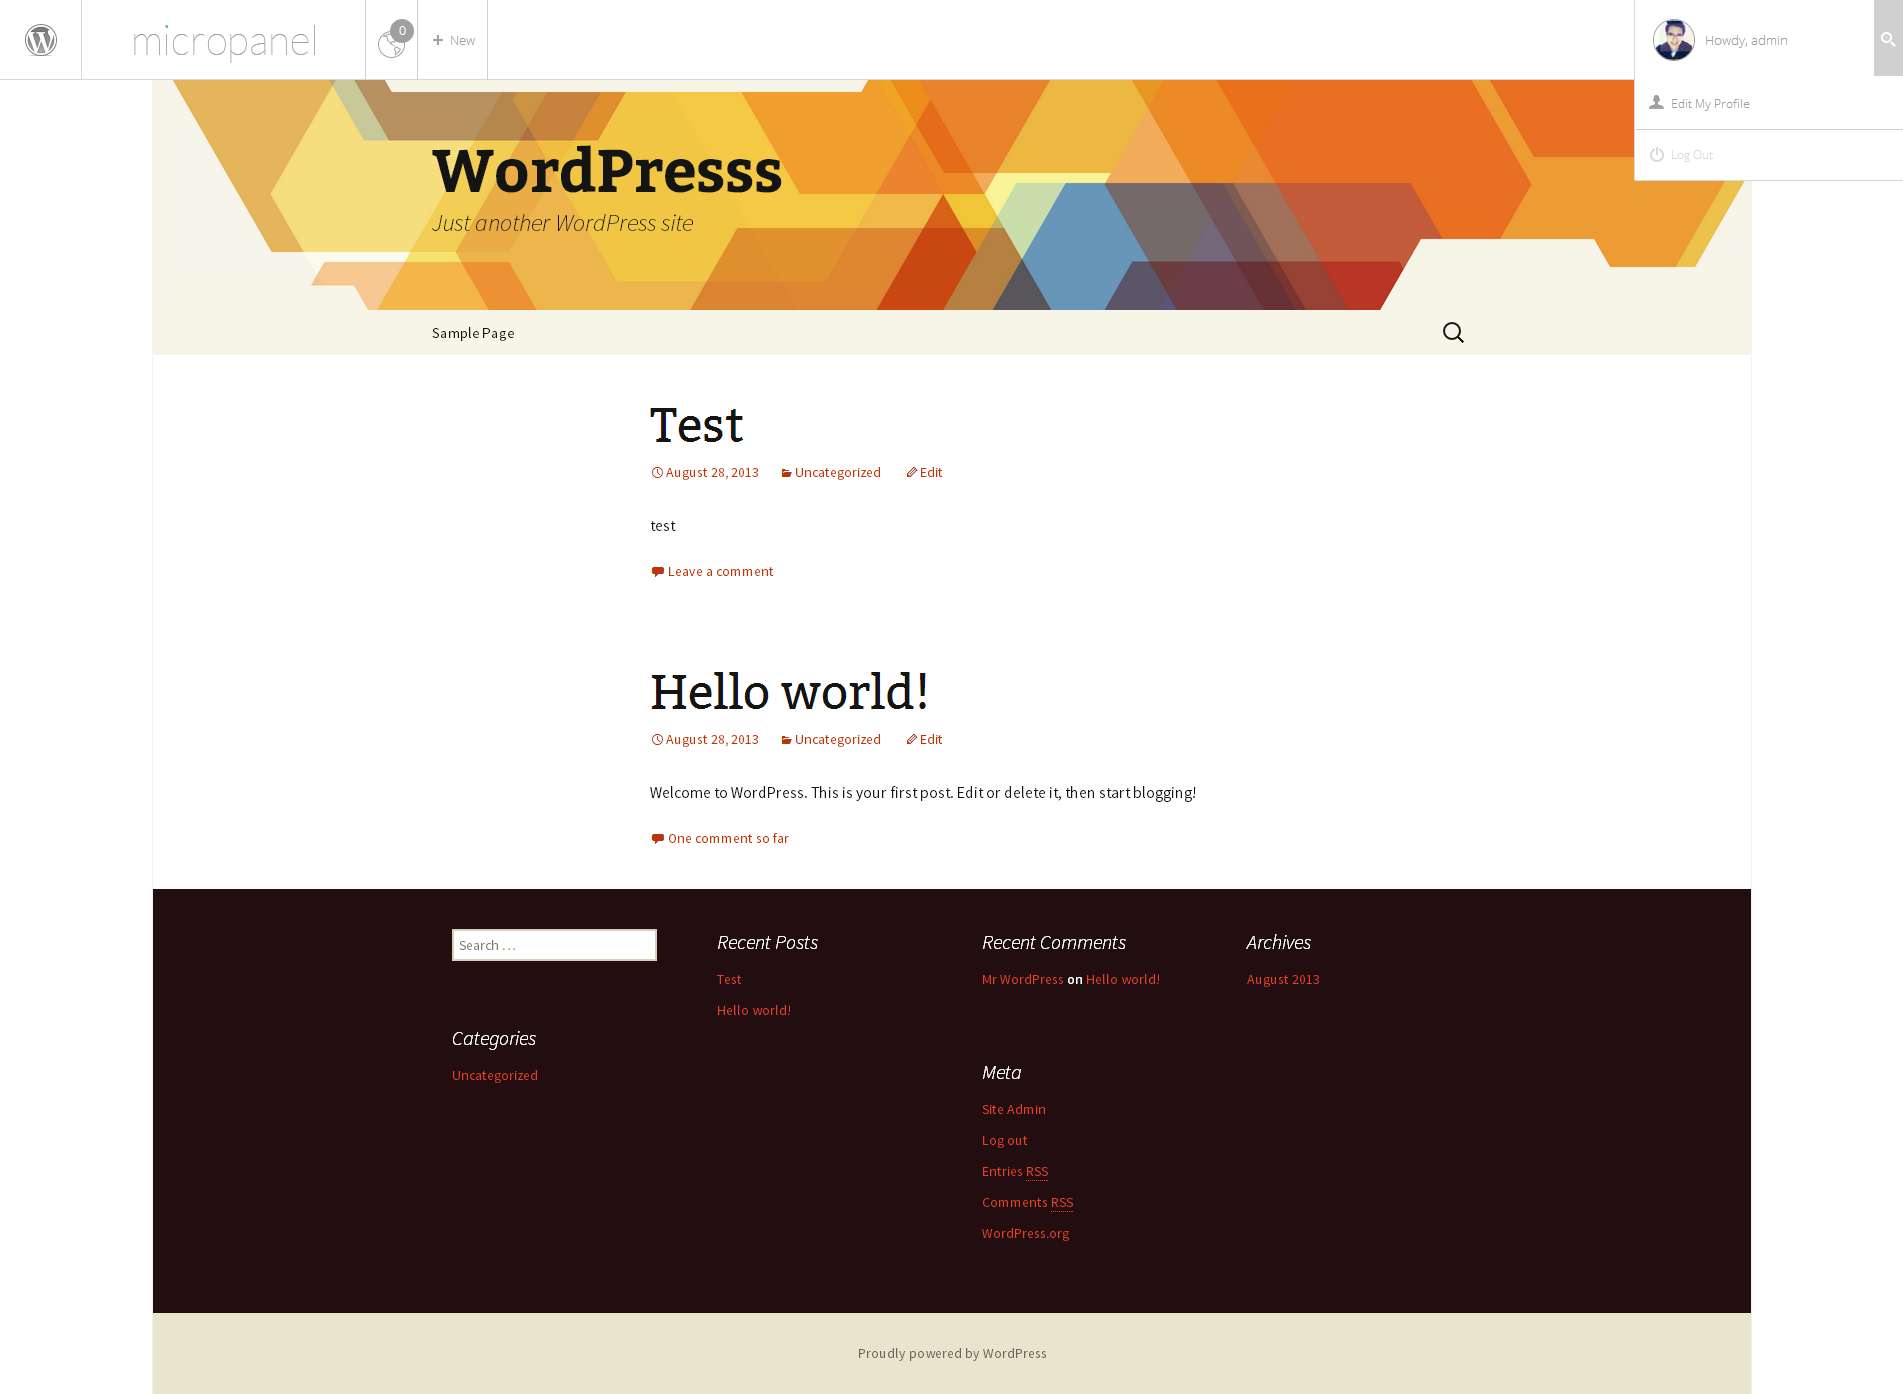 micropanel
0
New
Howdy, admin
Edit My Profile
Log Out
WordPresss
Just another WordPress site
Sample Page
Test
August 28, 2013 Uncategorized Edit
test
Leave a comment
Hello world!
August 28, 2013 Uncategorized Edit
Welcome to WordPress. This is your first post. Edit or delete it, then start blogging!
One comment so far
Search …
Categories
Uncategorized
Recent Posts
Test
Hello world!
Recent Comments
Mr WordPress on Hello world!
Meta
Site Admin
Log out
Entries RSS
Comments RSS
WordPress.org
Archives
August 2013
Proudly powered by WordPress